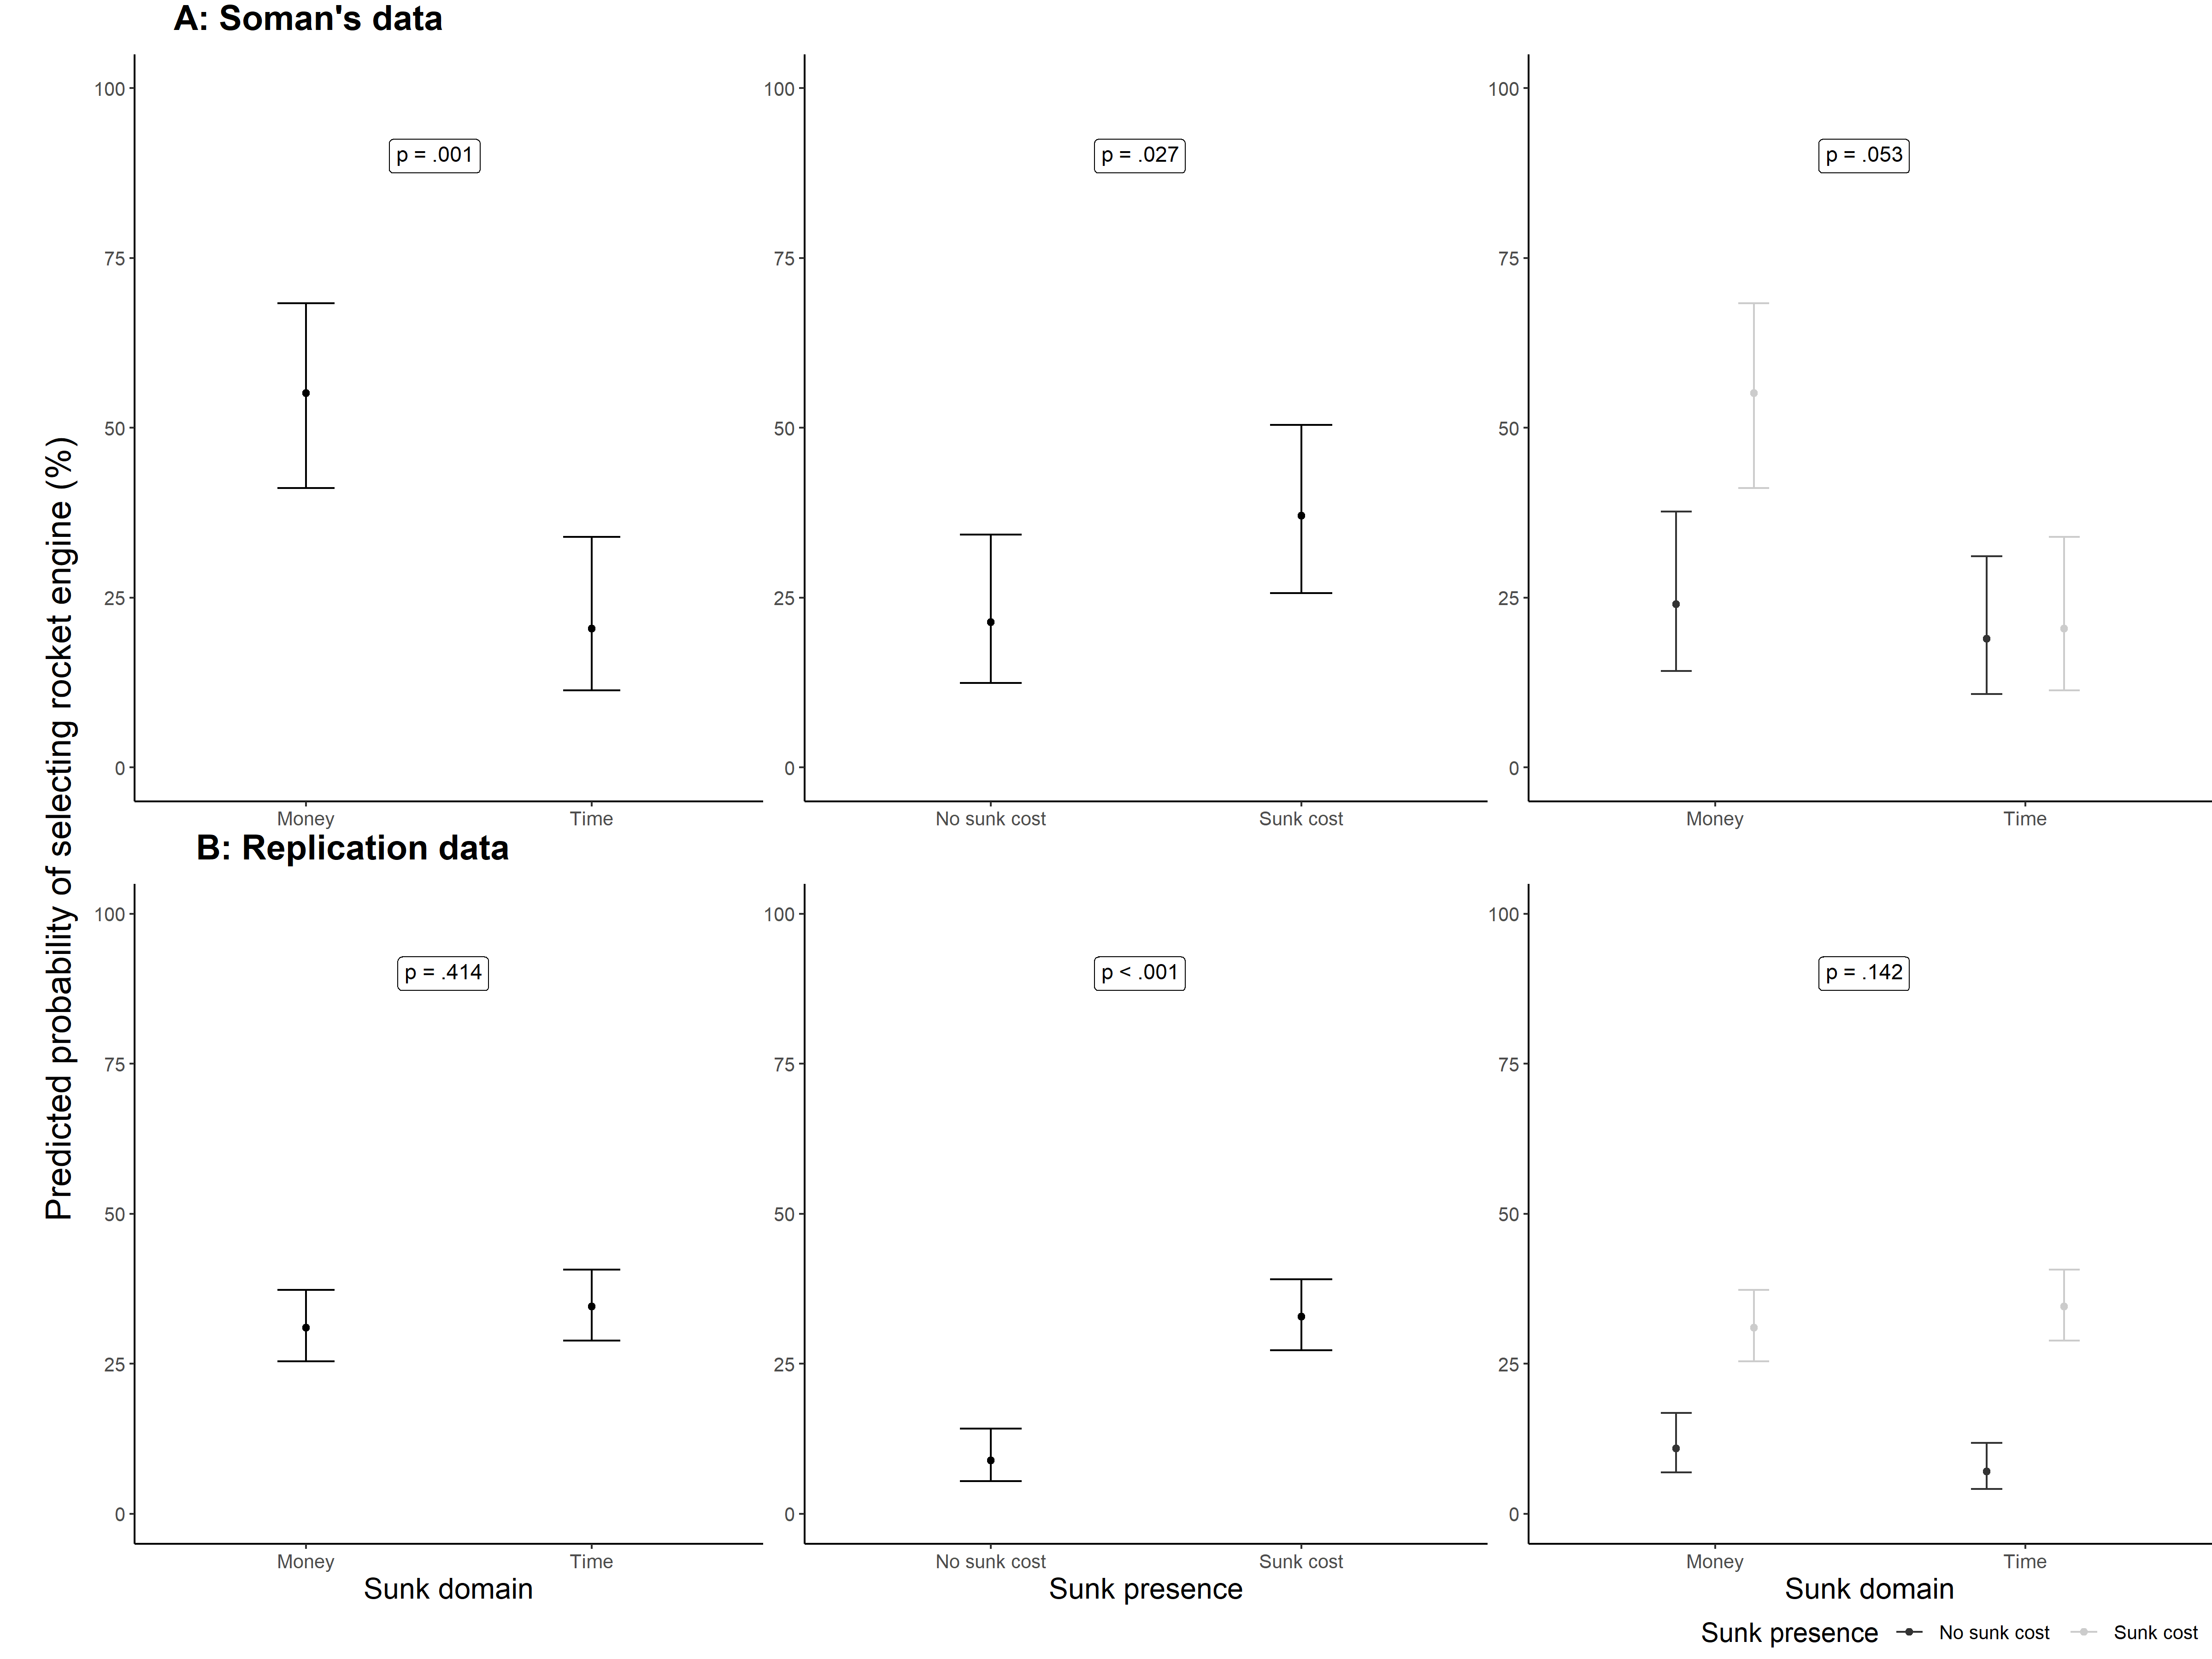 A: Soman's data
Predicted probability of selecting rocket engine (%)
100
75
50
25
0
p = .001
Money Time
100
75
50
25
0
p = .027
No sunk cost Sunk cost
100
75
50
25
0
p = .053
Money Time
B: Replication data
100
75
50
25
0
p = .414
Money Time
Sunk domain
100
75
50
25
0
p < .001
No sunk cost Sunk cost
Sunk presence
100
75
50
25
0
p = .142
Money Time
Sunk domain
Sunk presence No sunk cost Sunk cost